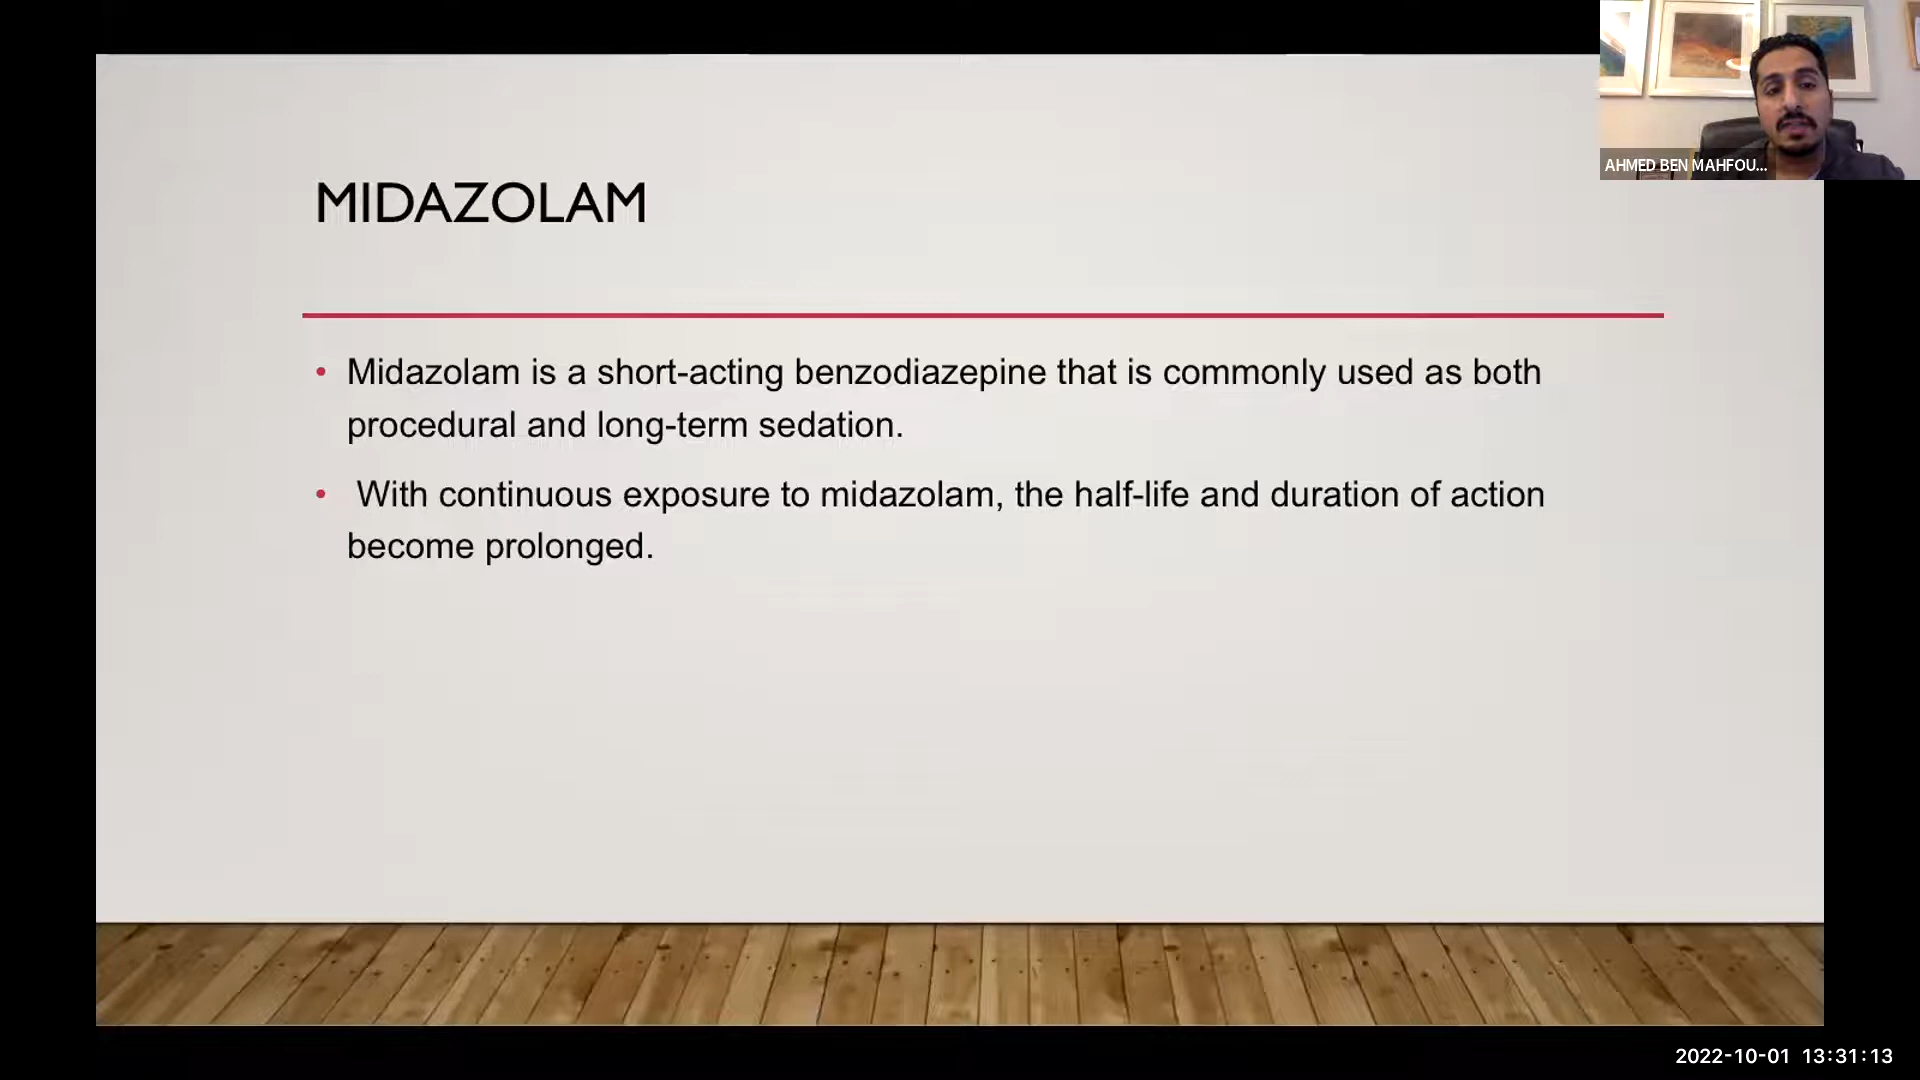 AHMED BEN MAHFOU...
MIDAZOLAM
• Midazolam is a short-acting benzodiazepine that is commonly used as both
procedural and long-term sedation.
• With continuous exposure to midazolam, the half-life and duration of action
become prolonged.
2022-10-01 13:31:13